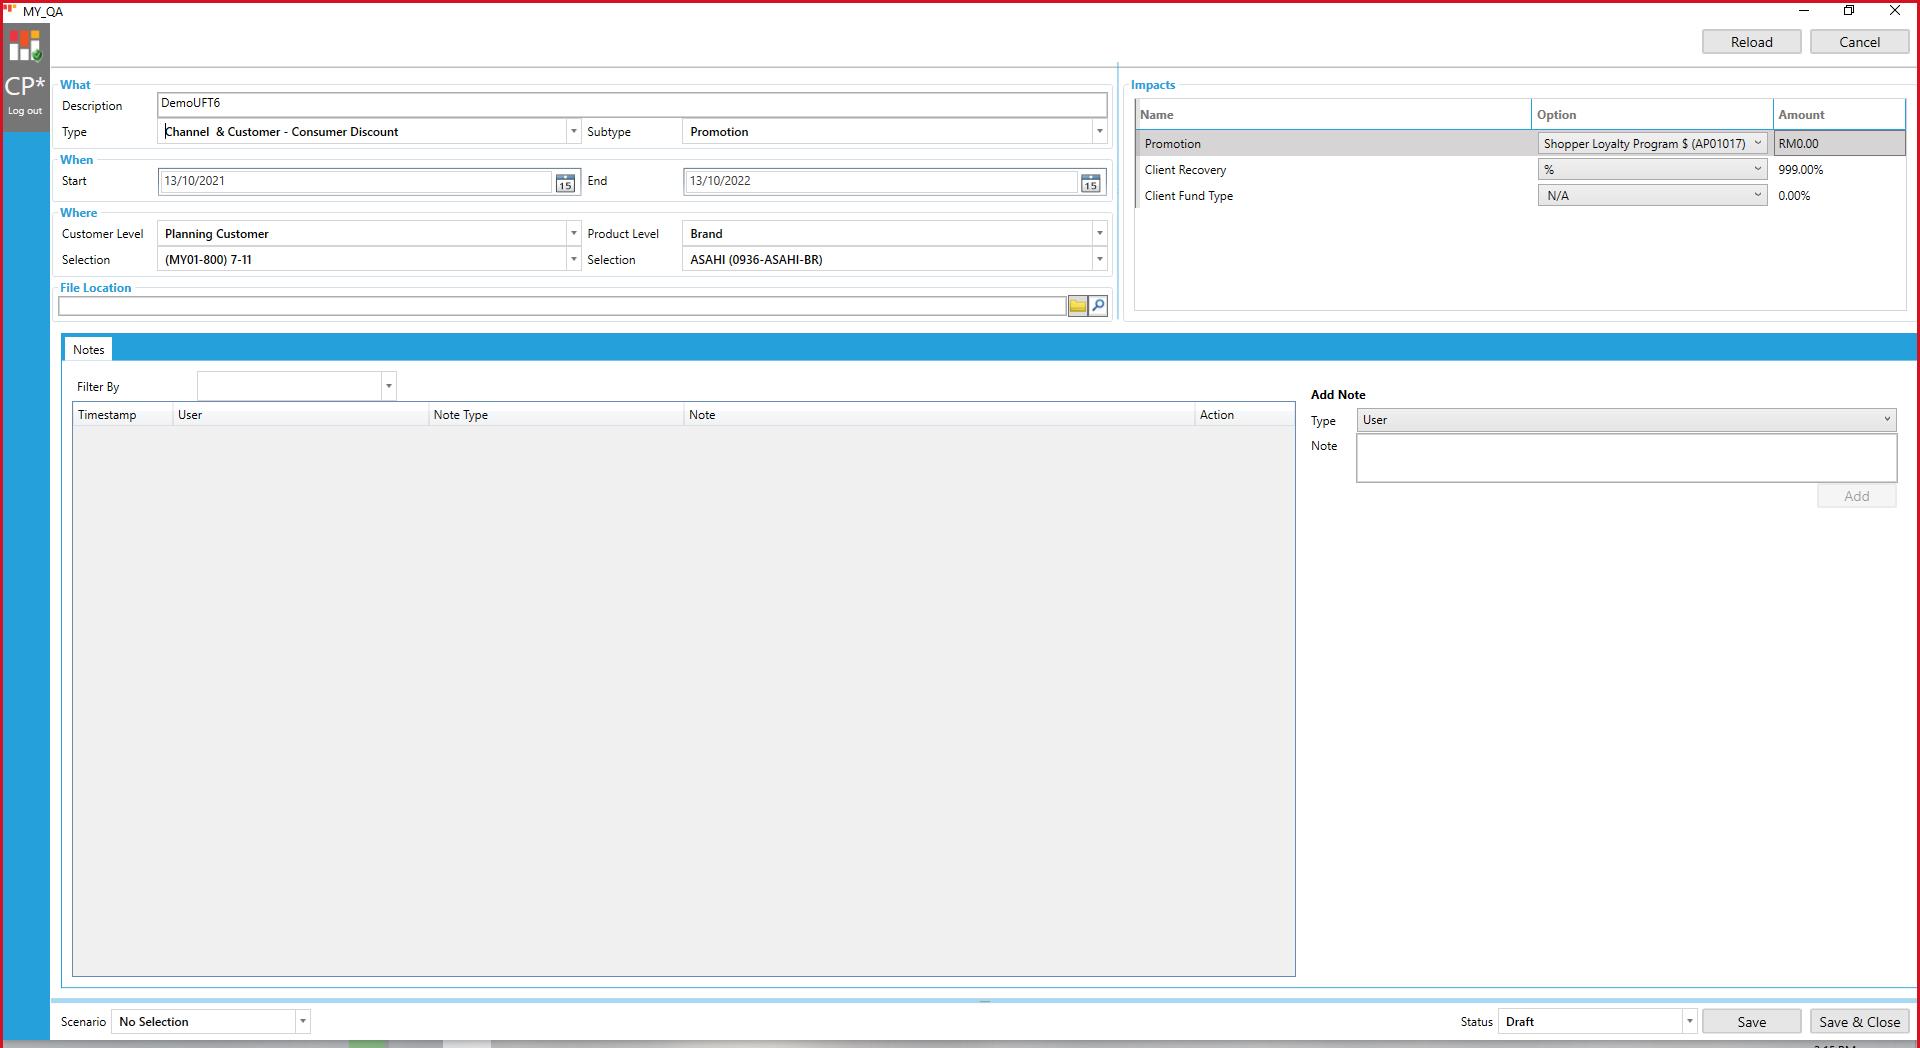 MY_QA
Reload
Cancel
CP*
Log out
What
Description
DemoUFT6
Type
Channel & Customer - Consumer Discount
Subtype
Promotion
When
Start
13/10/2021
15
End
13/10/2022
15
Where
Customer Level
Planning Customer
Product Level
Brand
Selection
(MY01-800) 7-11
Selection
ASAHI (0936-ASAHI-BR)
File Location
Impacts
Name Option Amount
Promotion Shopper Loyalty Program $ (AP01017) RM0.00
Client Recovery % 999.00%
Client Fund Type N/A 0.00%
Notes
Filter By
Timestamp User Note Type Note Action
Add Note
Type User
Note
Add
Scenario No Selection
Status Draft
Save
Save & Close